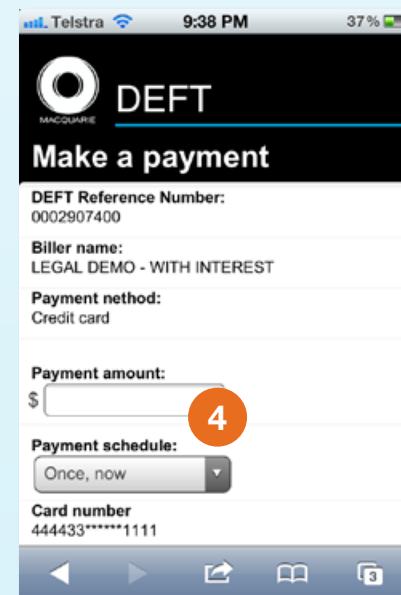 Telstra 9:38 PM 37%
MACQUARIE
DEFT
Make a payment
DEFT Reference Number:
0002907400
Biller name:
LEGAL DEMO - WITH INTEREST
Payment nethod:
Credit card
Payment amount:
$
4
Payment schedule:
Once, now
Card number
444433******1111
3